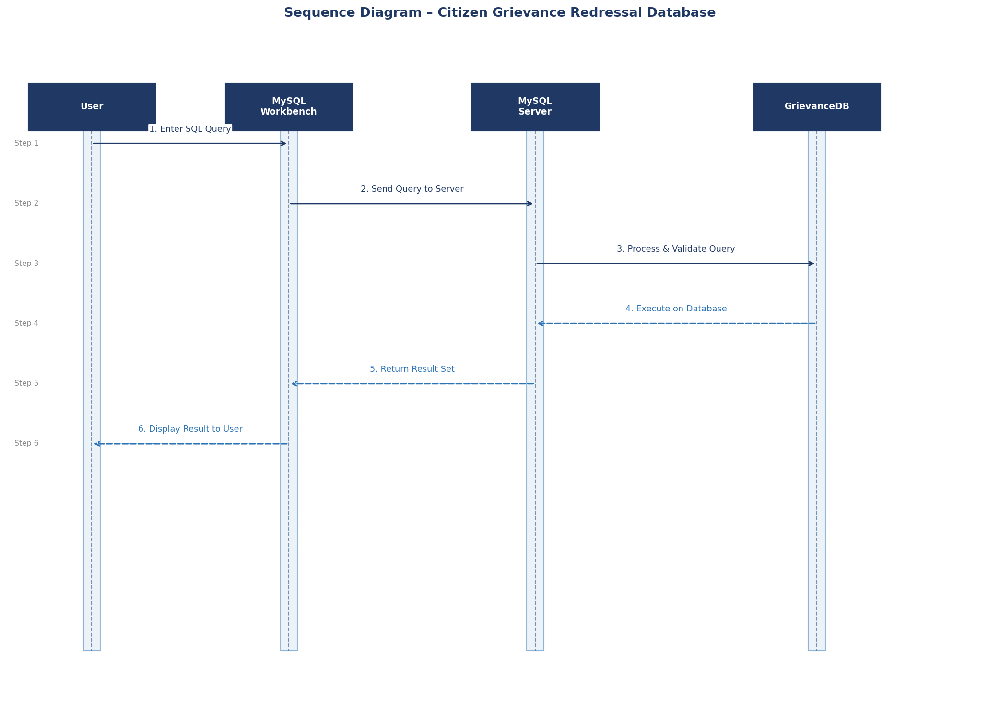 Sequence Diagram – Citizen Grievance Redressal Database
User
MySQL
Workbench
MySQL
Server
GrievanceDB
1. Enter SQL Query
Step 1
2. Send Query to Server
Step 2
3. Process & Validate Query
Step 3
4. Execute on Database
Step 4
5. Return Result Set
Step 5
6. Display Result to User
Step 6